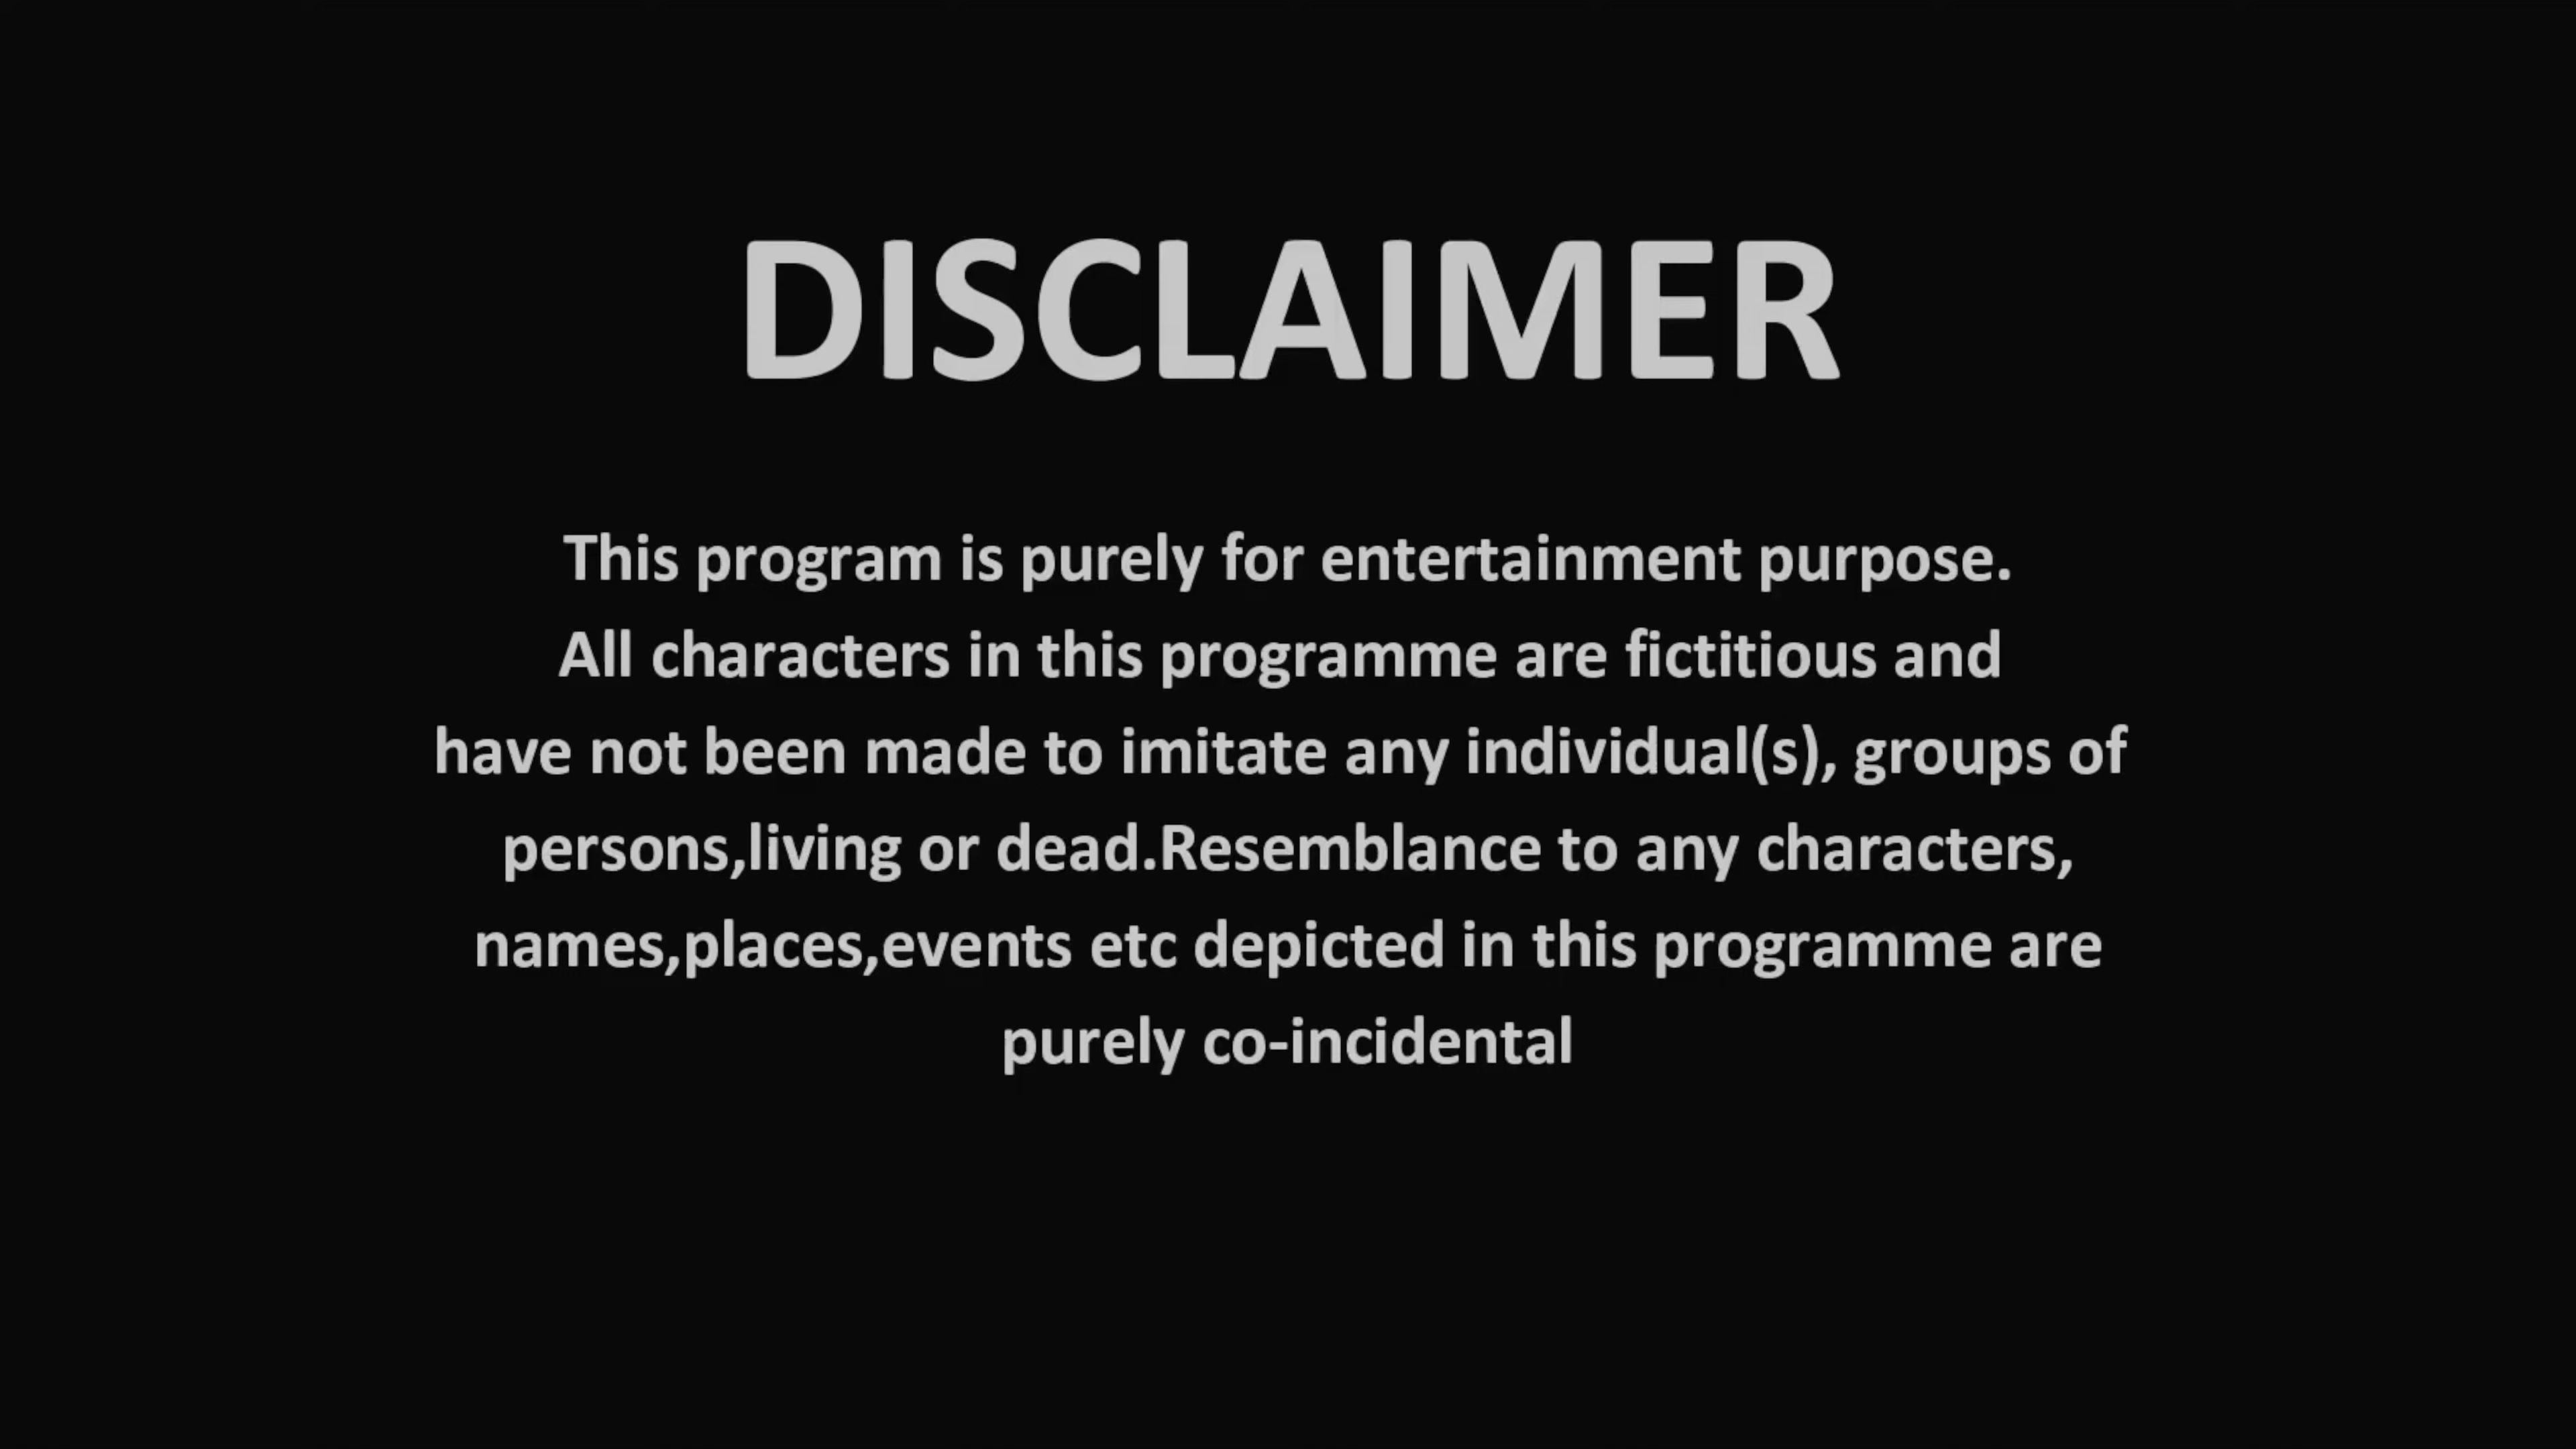 DISCLAIMER
This program is purely for entertainment purpose.
All characters in this programme are fictitious and
have not been made to imitate any individual(s), groups of
persons,living or dead.Resemblance to any characters,
names,places,events etc depicted in this programme are
purely co-incidental